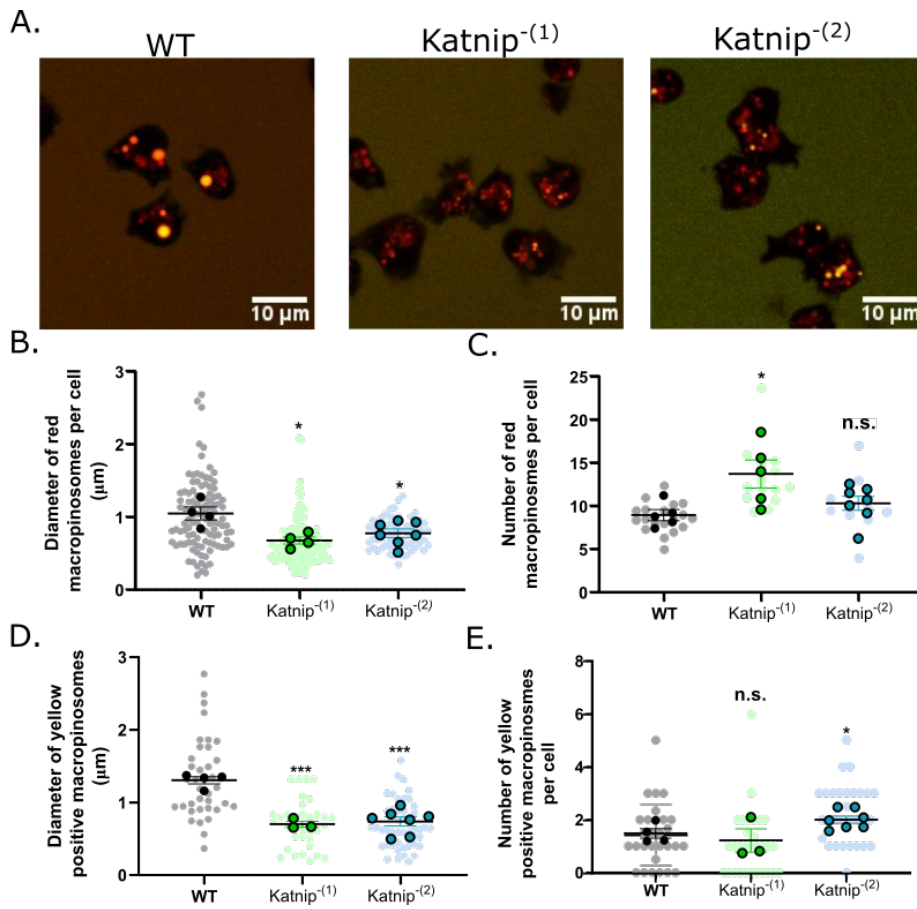 A.
WT
Katnip-(1)
Katnip-(2)
10 µm
10 µm
10 µm
B.
Diameter of red
macropinosomes per cell
(µm)
3
2
1
0
*
*
WT
Katnip-(1)
Katnip-(2)
C.
Number of red
macropinosmes per cell
25
20
15
10
5
0
*
n.s.
WT
Katnip-(1)
Katnip-(2)
D.
Diameter of yellow
positive macropinosomes
(µm)
3
2
1
0
***
***
WT
Katnip-(1)
Katnip-(2)
E.
Number of yellow
positive macropinosmes
per cell
8
6
4
2
0
n.s.
*
WT
Katnip-(1)
Katnip-(2)